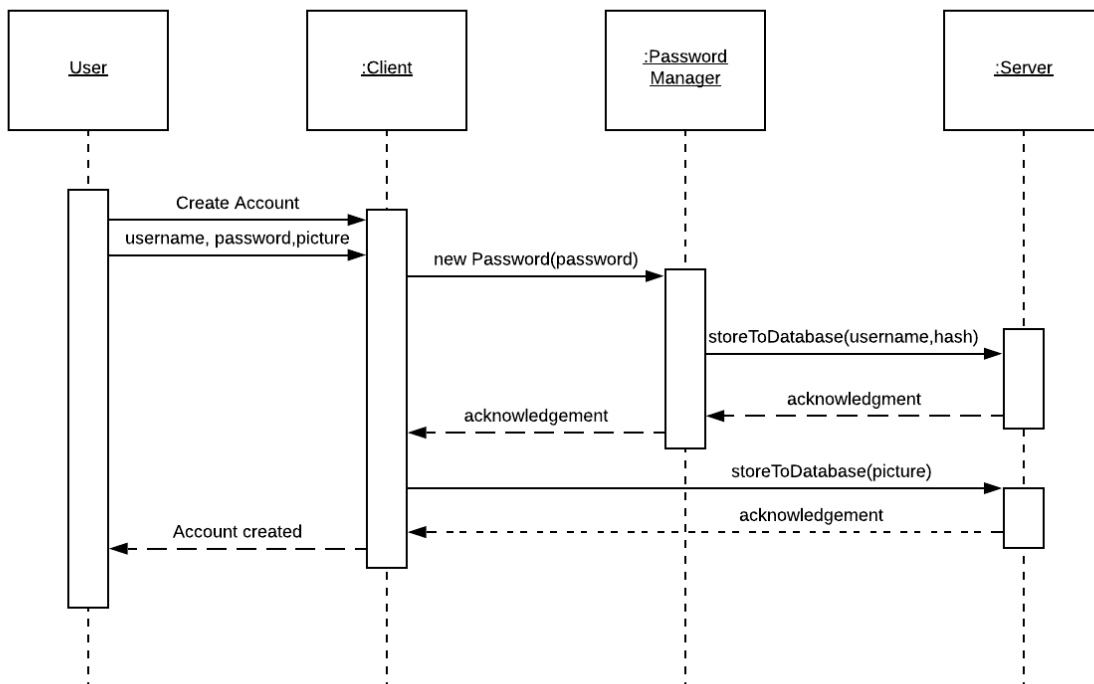 User
:Client
:Password
Manager
:Server
Create Account
username, password,picture
new Password(password)
storeToDatabase(username,hash)
acknowledgment
acknowledgement
storeToDatabase(picture)
acknowledgement
Account created